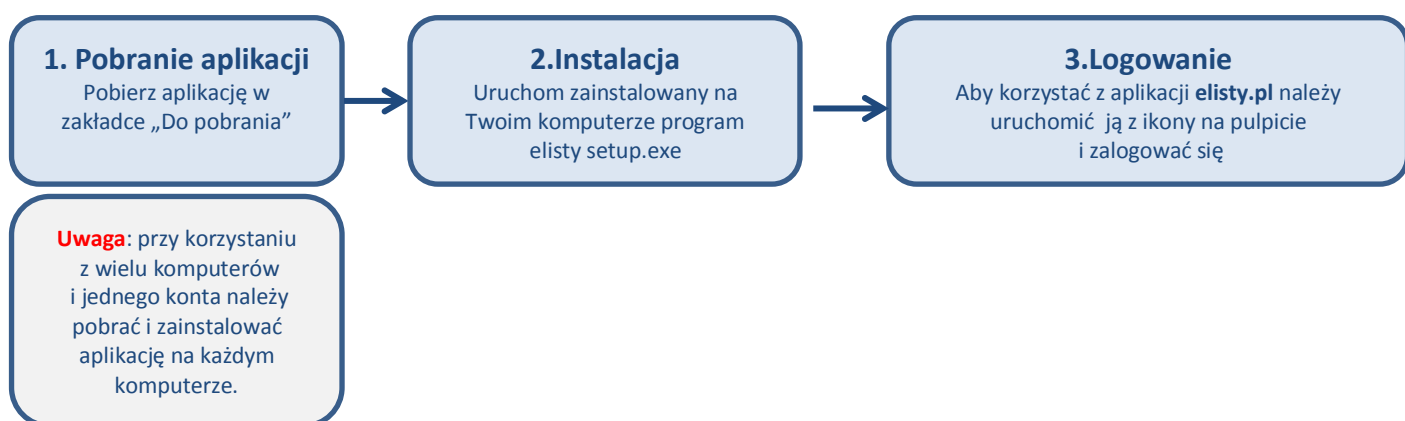 1. Pobranie aplikacji
Pobierz aplikację w
zakładce „Do pobrania”
2.Instalacja
Uruchom zainstalowany na
Twoim komputerze program
elisty setup.exe
3.Logowanie
Aby korzystać z aplikacji elisty.pl należy
uruchomić ją z ikony na pulpicie
i zalogować się
Uwaga: przy korzystaniu
z wielu komputerów
i jednego konta należy
pobrać i zainstalować
aplikację na każdym
komputerze.